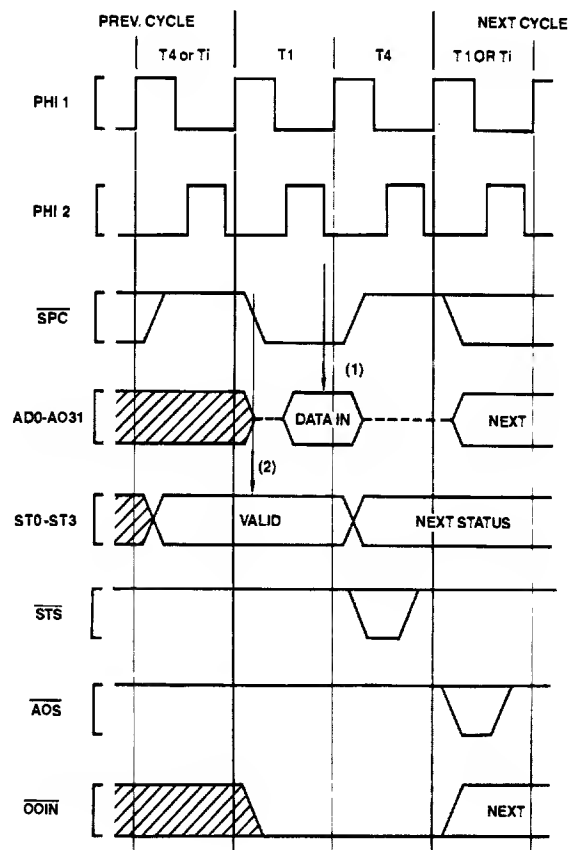 PREV. CYCLE NEXT CYCLE
T4 or Ti T1 T4 T1 OR Ti
PHI 1
PHI 2
SPC
(1)
AD0-AO31 DATA IN NEXT
(2)
ST0-ST3 VALID NEXT STATUS
STS
AOS
OOIN NEXT